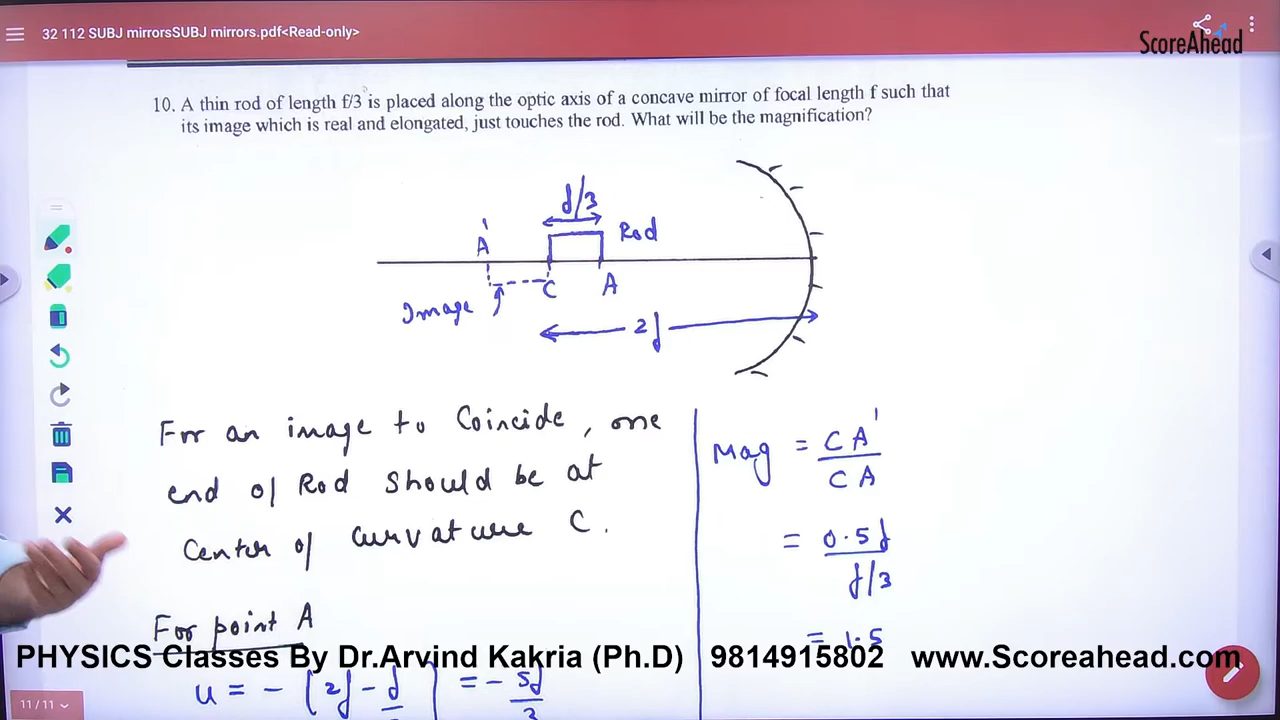 32 112 SUBJ mirrorsSUBJ mirrors.pdf<Read-only>
ScoreAhead
10. A thin rod of length f/3 is placed along the optic axis of a concave mirror of focal length f such that
its image which is real and elongated, just touches the rod. What will be the magnification?
f/3
Rod
A'
C
A
Image
2f
For an image to Coincide, one
end of Rod should be at
Center of Curvature C.
For point A
u = - [2f - f
= - 5f
3
Mag = CA'
CA
= 0.5f
f/3
= 1.5
PHYSICS Classes By Dr.Arvind Kakria (Ph.D) 9814915802 www.Scoreahead.com
11 / 11